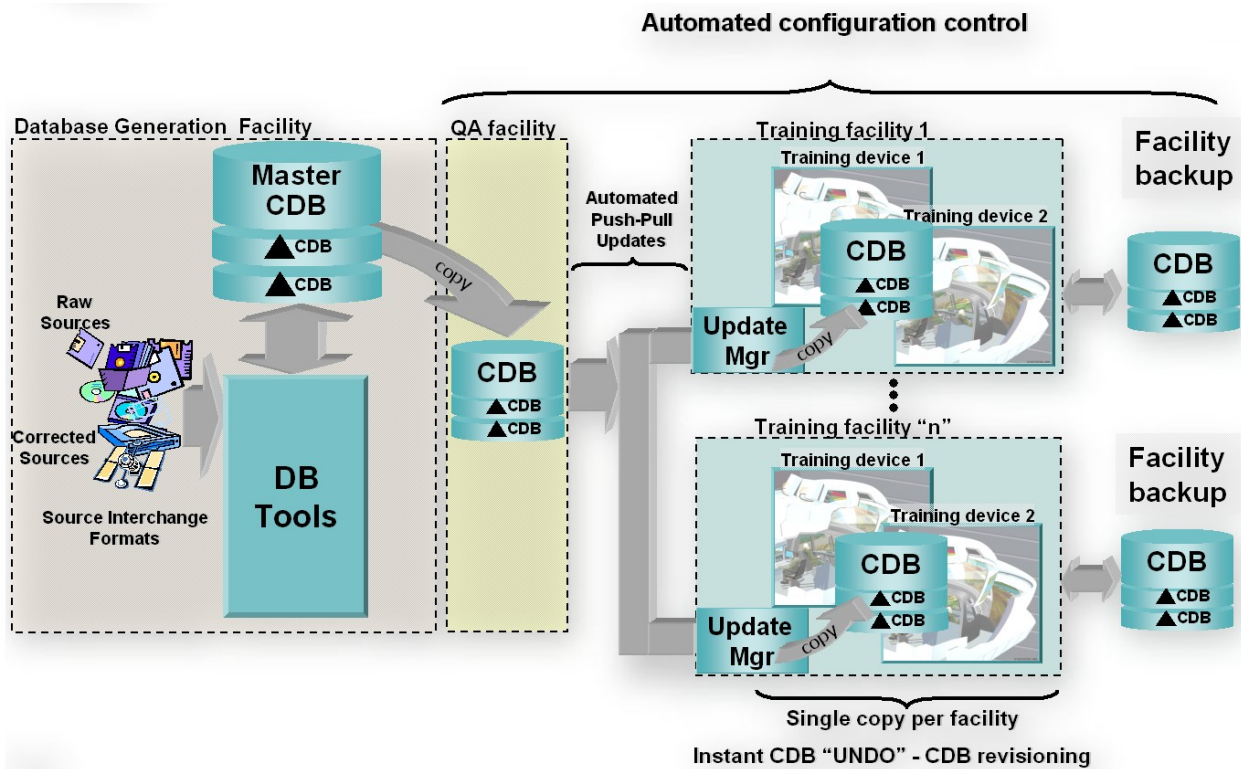 Automated configuration control
Database Generation Facility
Master
CDB
▲CDB
▲CDB
copy
Raw
Sources
Corrected
Sources
Source Interchange
Formats
DB
Tools
QA facility
CDB
▲CDB
▲CDB
Automated
Push-Pull
Updates
Training facility 1
Training device 1
Training device 2
CDB
▲CDB
▲CDB
Update
Mgr
copy
Facility
backup
CDB
▲CDB
▲CDB
Training facility “n”
Training device 1
Training device 2
CDB
▲CDB
▲CDB
Update
Mgr
copy
Facility
backup
CDB
▲CDB
▲CDB
Single copy per facility
Instant CDB “UNDO” - CDB revisioning